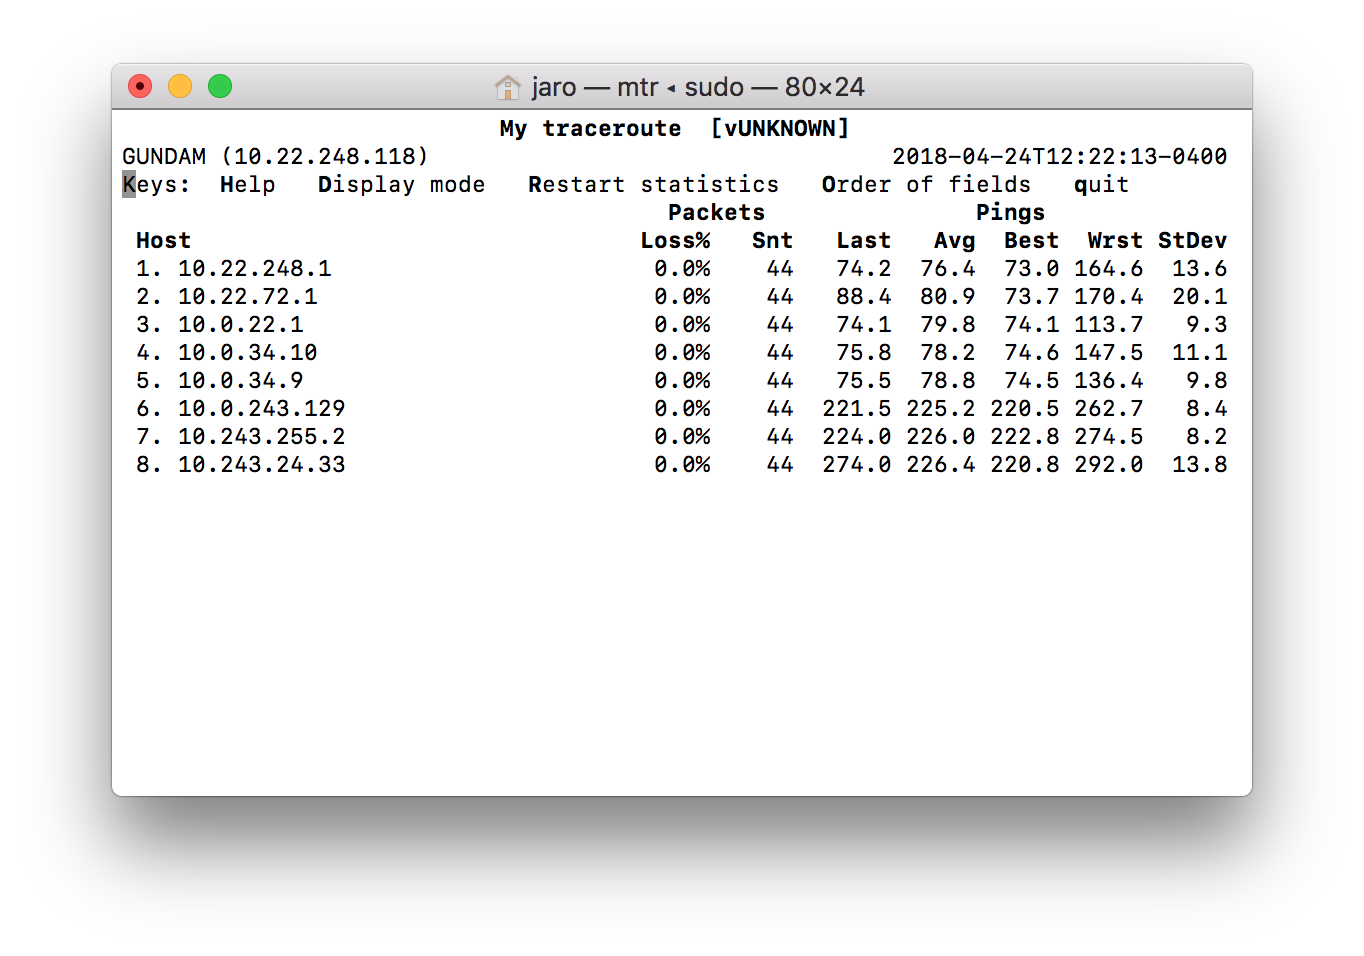 jaro — mtr ◂ sudo — 80×24
My traceroute  [vUNKNOWN]
GUNDAM (10.22.248.118)                                 2018-04-24T12:22:13-0400
Keys:  Help   Display mode   Restart statistics   Order of fields   quit
                                       Packets               Pings
 Host                                Loss%   Snt   Last   Avg  Best  Wrst StDev
 1. 10.22.248.1                       0.0%    44   74.2  76.4  73.0 164.6  13.6
 2. 10.22.72.1                        0.0%    44   88.4  80.9  73.7 170.4  20.1
 3. 10.0.22.1                         0.0%    44   74.1  79.8  74.1 113.7   9.3
 4. 10.0.34.10                        0.0%    44   75.8  78.2  74.6 147.5  11.1
 5. 10.0.34.9                         0.0%    44   75.5  78.8  74.5 136.4   9.8
 6. 10.0.243.129                      0.0%    44  221.5 225.2 220.5 262.7   8.4
 7. 10.243.255.2                      0.0%    44  224.0 226.0 222.8 274.5   8.2
 8. 10.243.24.33                      0.0%    44  274.0 226.4 220.8 292.0  13.8